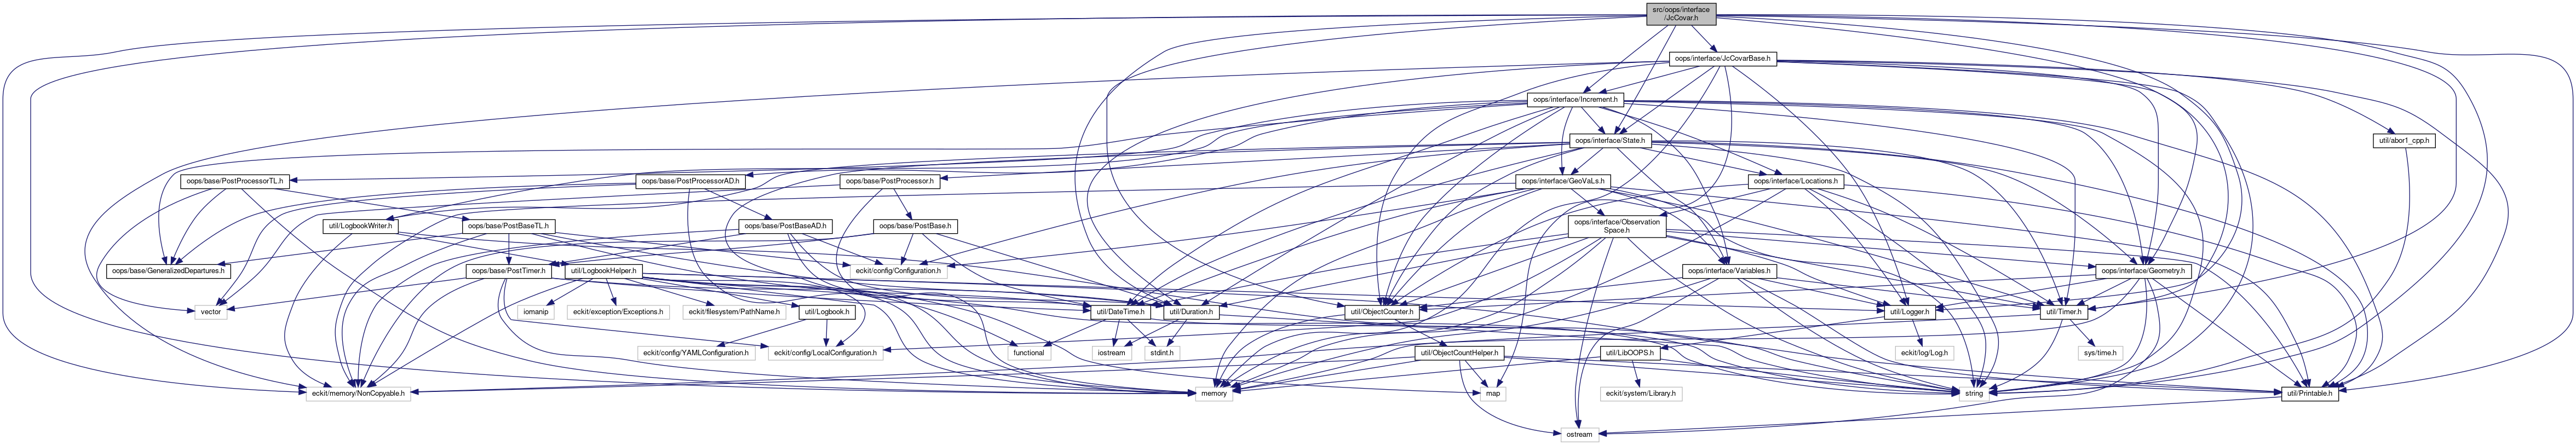 src/oops/interface
/JcCovar.h
oops/interface/JcCovarBase.h
oops/interface/Increment.h
oops/interface/State.h
util/abor1_cpp.h
oops/base/PostProcessorTL.h
oops/base/PostProcessorAD.h
oops/base/PostProcessor.h
oops/interface/GeoVaLs.h
oops/interface/Locations.h
util/LogbookWriter.h
oops/base/PostBaseTL.h
oops/base/PostBaseAD.h
oops/base/PostBase.h
oops/interface/Observation
Space.h
oops/base/GeneralizedDepartures.h
oops/base/PostTimer.h
util/LogbookHelper.h
eckit/config/Configuration.h
oops/interface/Variables.h
oops/interface/Geometry.h
vector
iomanip
eckit/exception/Exceptions.h
eckit/filesystem/PathName.h
util/Logbook.h
util/DateTime.h
util/Duration.h
util/ObjectCounter.h
util/Logger.h
util/Timer.h
eckit/config/YAMLConfiguration.h
eckit/config/LocalConfiguration.h
functional
iostream
stdint.h
util/ObjectCountHelper.h
util/LibOOPS.h
eckit/log/Log.h
sys/time.h
eckit/memory/NonCopyable.h
memory
map
eckit/system/Library.h
string
util/Printable.h
ostream